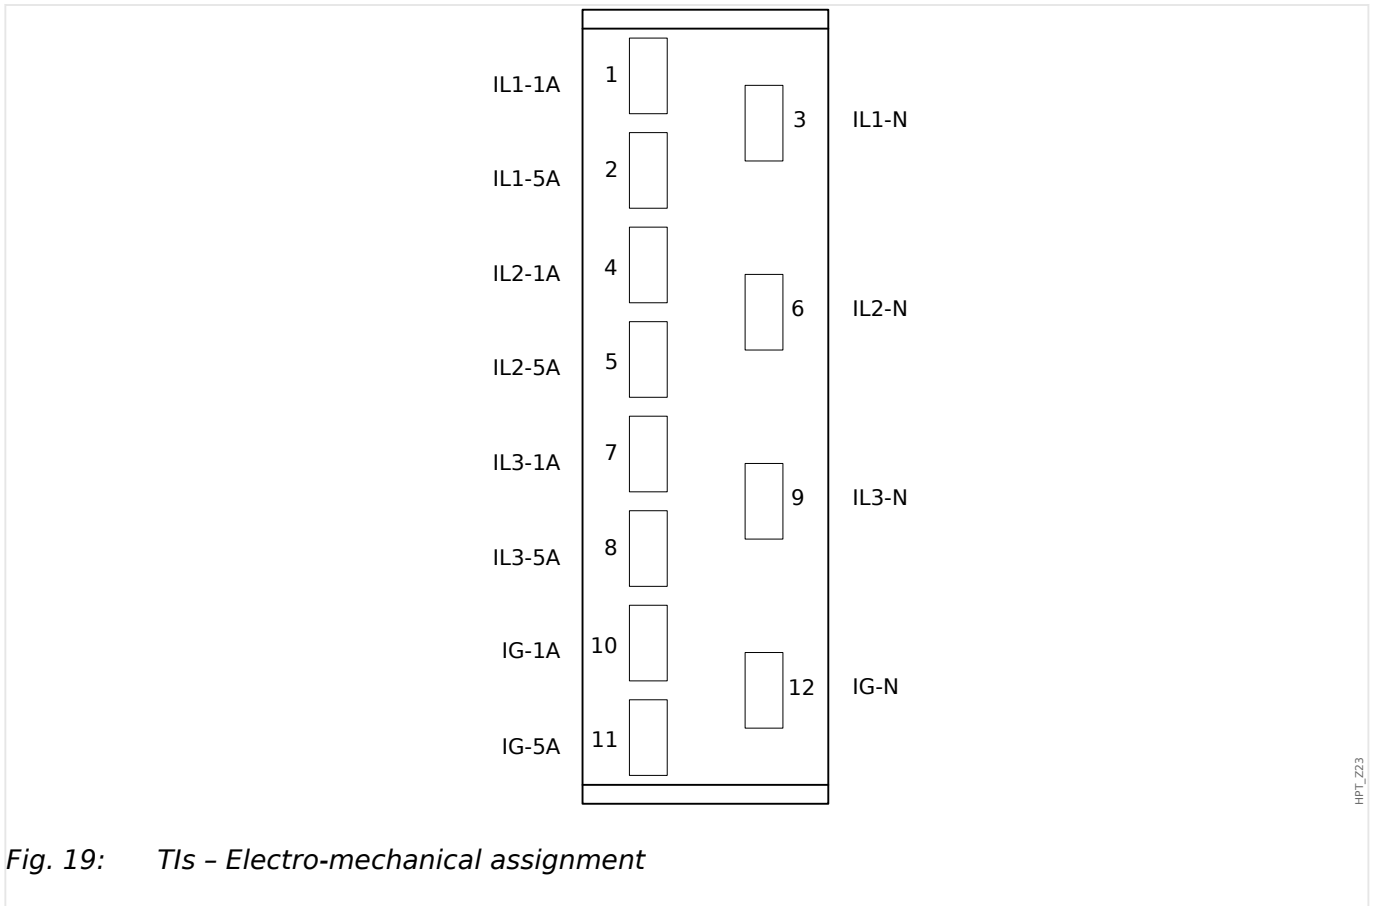 IL1-1A 1
3 IL1-N
IL1-5A 2
IL2-1A 4
6 IL2-N
IL2-5A 5
IL3-1A 7
9 IL3-N
IL3-5A 8
IG-1A 10
12 IG-N
IG-5A 11
HPT_Z23
Fig. 19: TIs – Electro-mechanical assignment